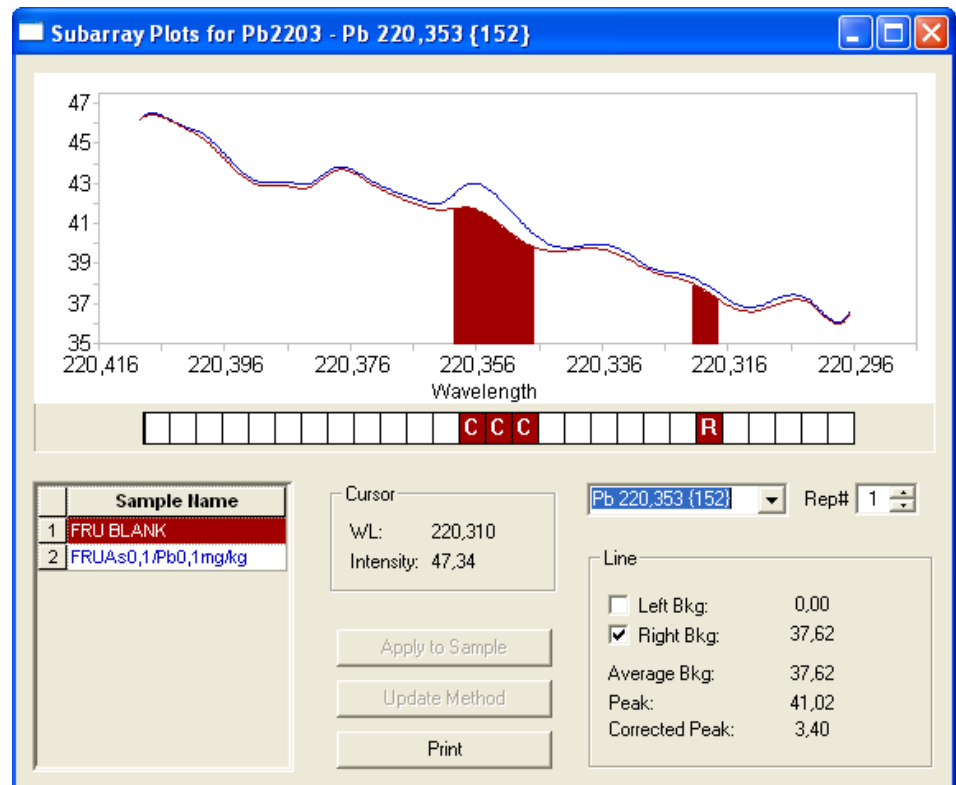 Subarray Plots for Pb2203 - Pb 220,353 {152}
47
45
43
41
39
37
35
220,416 220,396 220,376 220,356 220,336 220,316 220,296
Wavelength
C C C R
Sample Name
1 FRU BLANK
2 FRUAs0,1/Pb0,1mg/kg
Cursor
WL: 220,310
Intensity: 47,34
Apply to Sample
Update Method
Print
Pb 220,353 {152} Rep# 1
Line
Left Bkg: 0,00
Right Bkg: 37,62
Average Bkg: 37,62
Peak: 41,02
Corrected Peak: 3,40